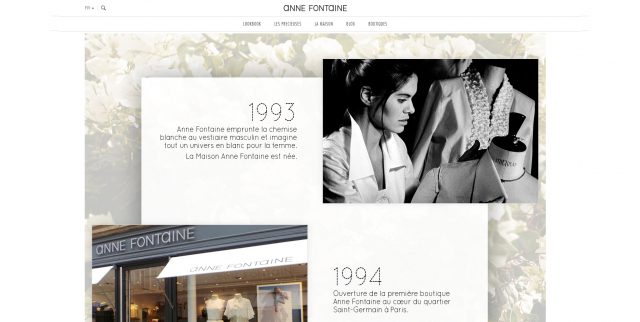 FR
ANNE FONTAINE
LOOKBOOK LES PRÉCIEUSES LA MAISON BLOG BOUTIQUES
1993
Anne Fontaine emprunte la chemise
blanche au vestiaire masculin et imagine
tout un univers en blanc pour la femme.
La Maison Anne Fontaine est née.
ANNE FONTAINE
ANNE FONTAINE
1994
Ouverture de la première boutique
Anne Fontaine au cœur du quartier
Saint-Germain à Paris.